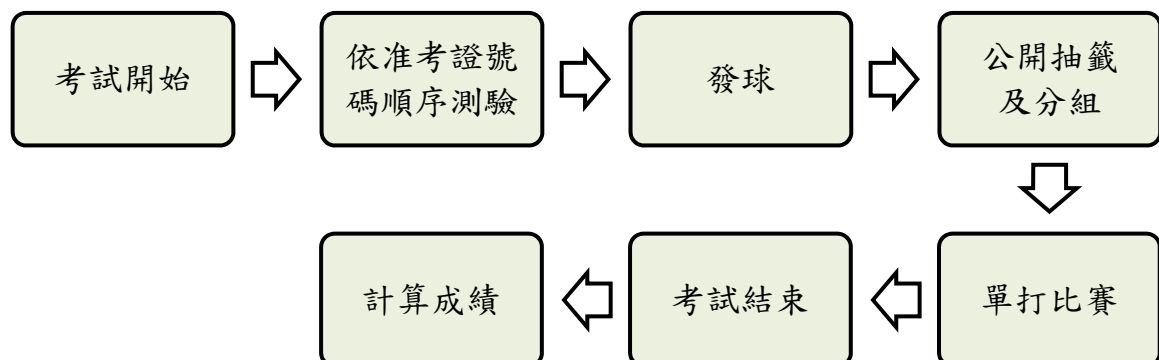 考試開始
依准考證號
碼順序測驗
發球
公開抽籤
及分組
單打比賽
考試結束
計算成績